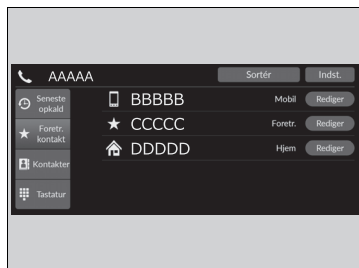 AAAAA Sortér Indst.
Seneste
opkald
BBBBB Mobil Rediger
Foretr.
kontakt
CCCCC Foretr. Rediger
DDDDD Hjem Rediger
Kontakter
Tastatur